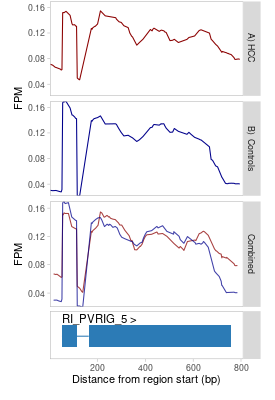 0.16
0.12
0.08
0.04
FPM
A) HCC
0.16
0.12
0.08
0.04
FPM
B) Controls
0.16
0.12
0.08
0.04
FPM
Combined
RI_PVRIG_5 >
200 400 600 800
Distance from region start (bp)